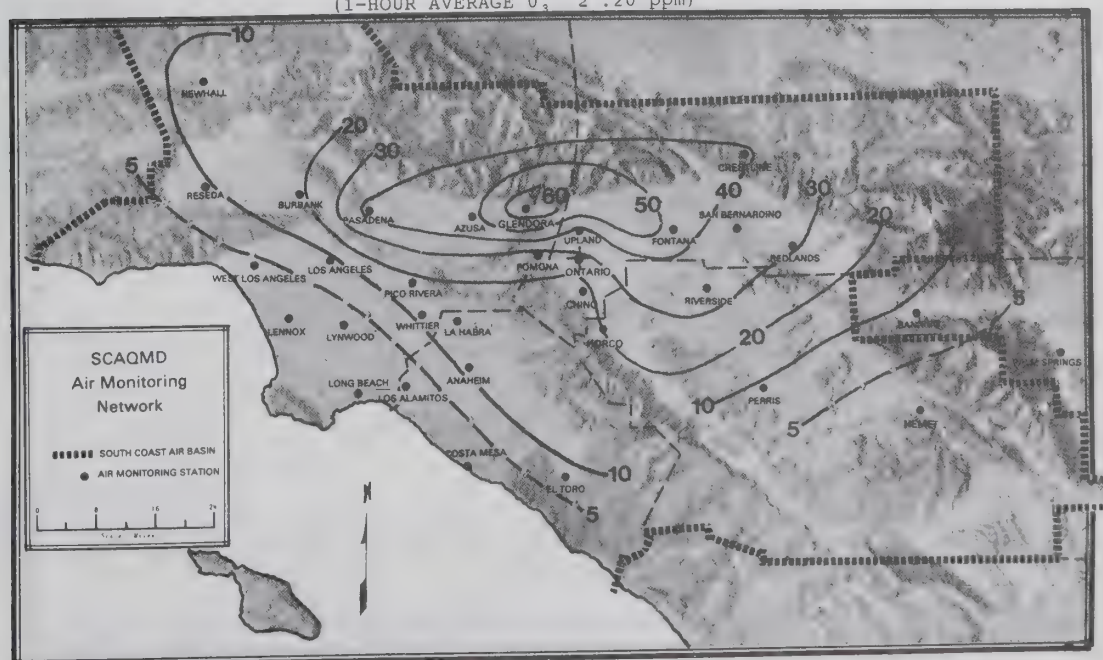 (1-HOUR AVERAGE O₃ 2 .20 ppm)
10
NEWHALL
20
30
5
CRESTLINE
RESEDA
BURBANK
PASADENA
60
40
30
AZUSA
GLENDORA
50
SAN BERNARDINO
20
UPLAND
FONTANA
WEST LOS ANGELES
LOS ANGELES
POMONA
ONTARIO
REDLANDS
PICO RIVERA
CHINO
RIVERSIDE
5
LENNOX
LYNWOOD
WHITTIER
LA HABRA
NORCO
20
BANNING
PALM SPRINGS
SCAQMD
Air Monitoring
Network
ANAHEIM
LONG BEACH
LOS ALAMITOS
PERRIS
10
5
HEMET
SOUTH COAST AIR BASIN
AIR MONITORING STATION
COSTA MESA
10
EL TORO
5
N
0 8 16 24
Scale Miles